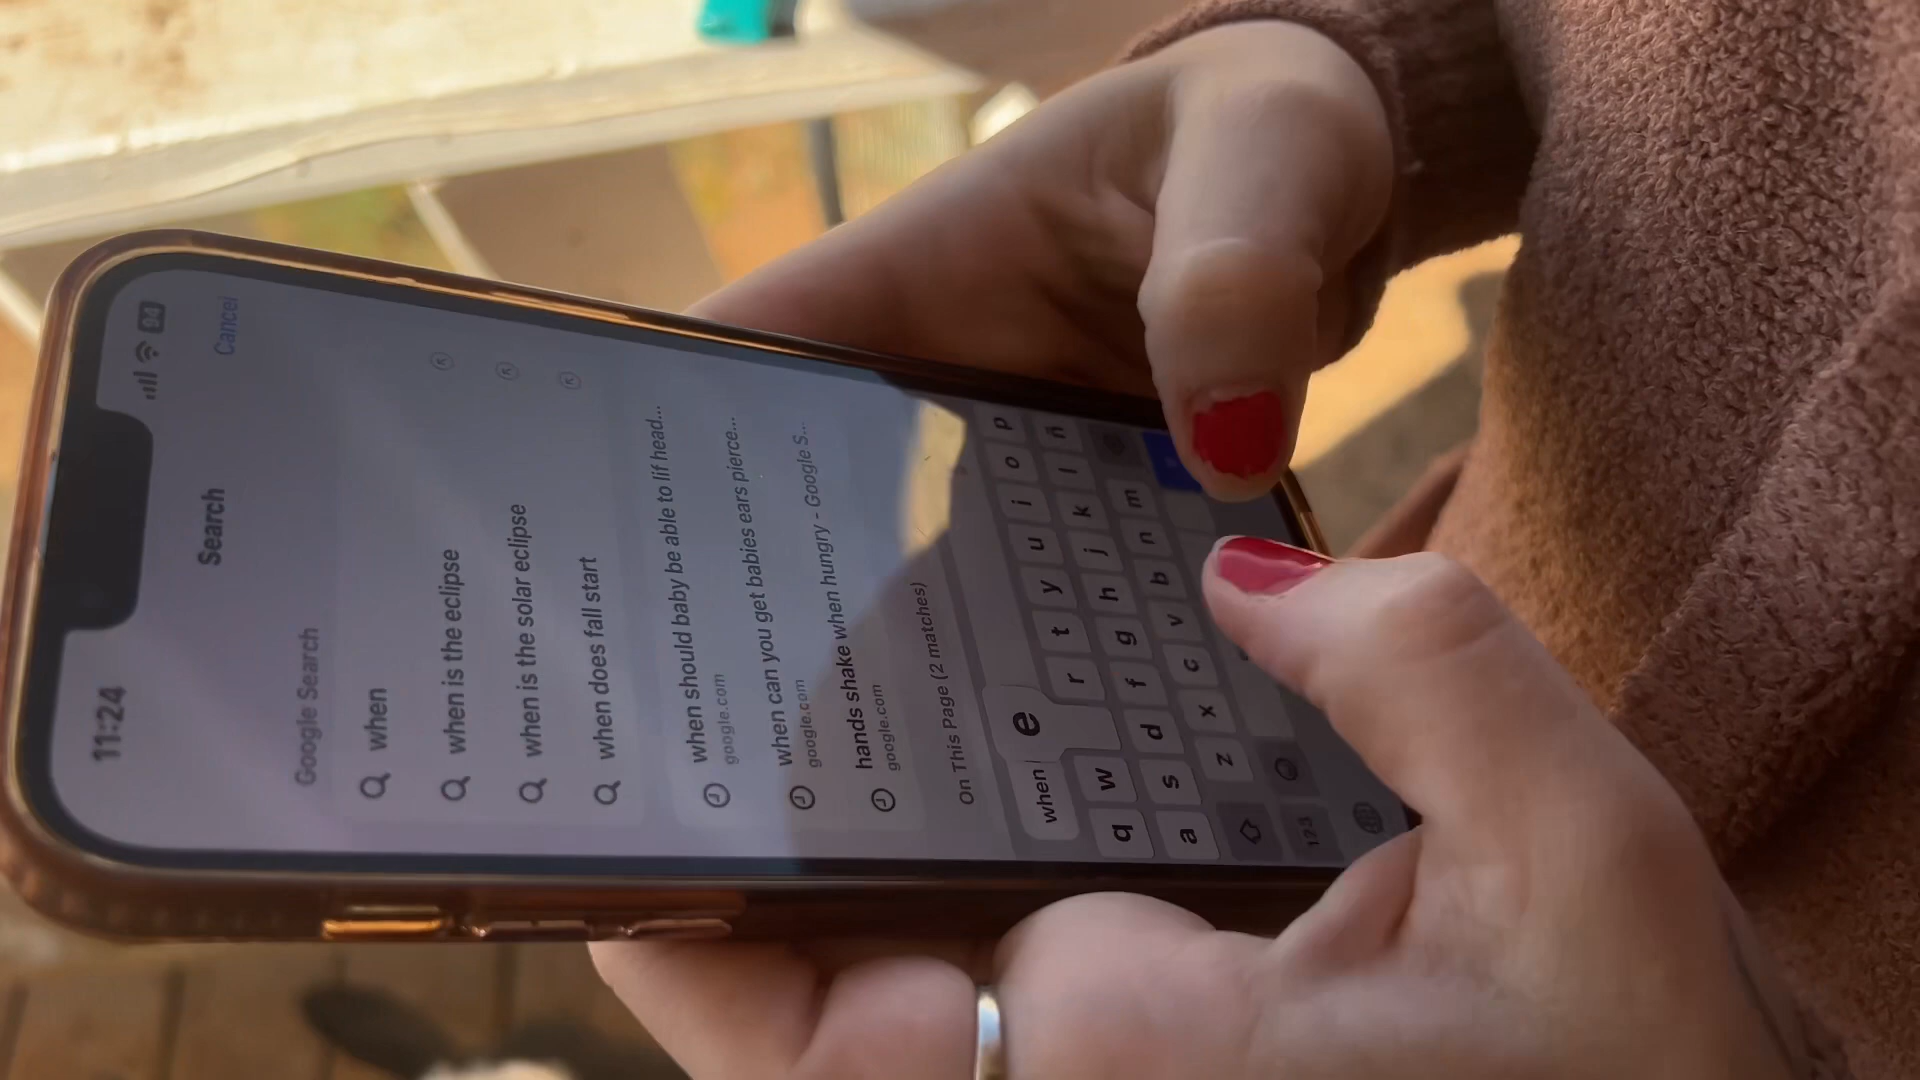 11:24
94
Search
Cancel
Google Search
when
when is the eclipse
when is the solar eclipse
when does fall start
when should baby be able to lif head...
google.com
when can you get babies ears pierce...
google.com
hands shake when hungry - Google S...
google.com
On This Page (2 matches)
when
e
q w r t y u i o p
a s d f g h j k l ñ
z x c v b n m
123